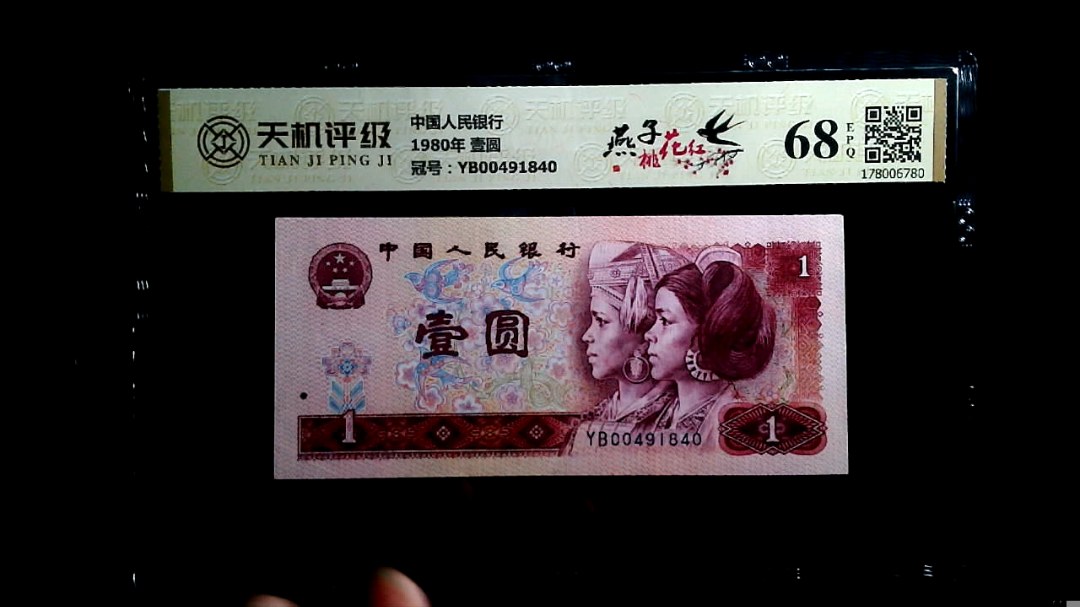 天机评级
TIAN JI PING JI
中国人民银行
1980年 壹圆
冠号：YB00491840
燕子
桃花红
68
EPQ
178006780
中国人民银行
1
壹圆
1
YB00491840
1